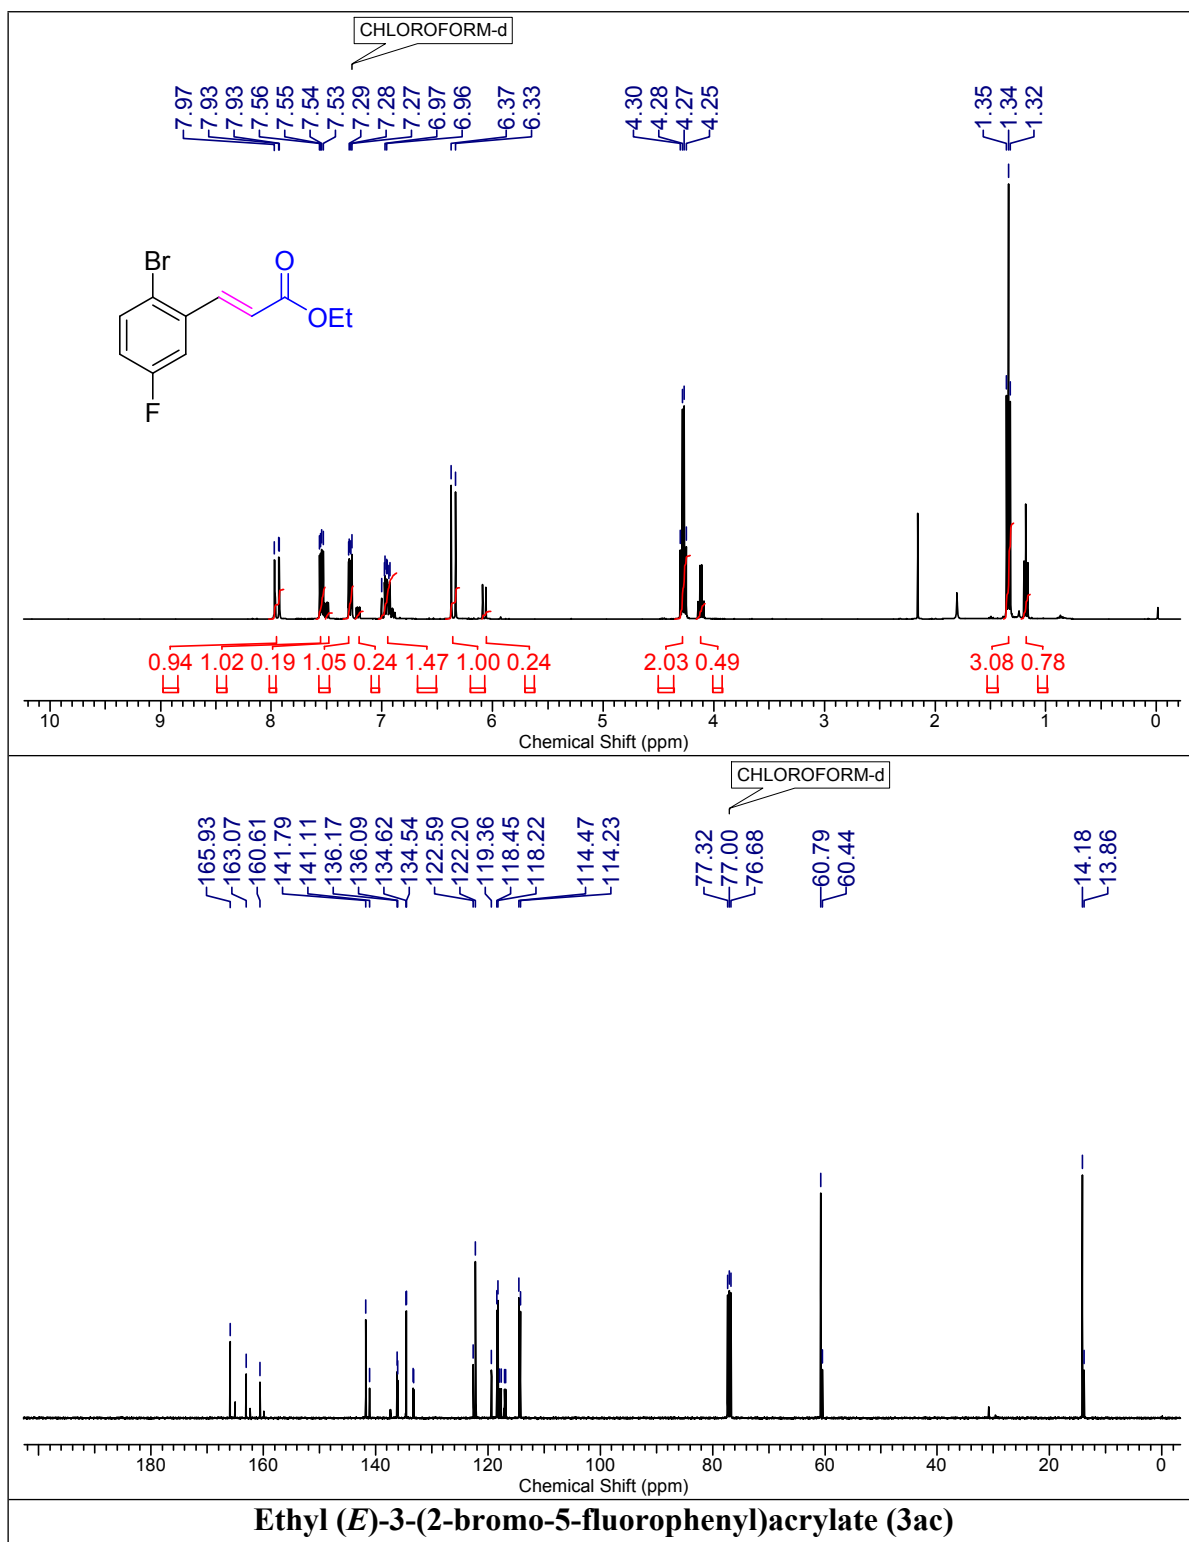 CHLOROFORM-d
7.97 7.93 7.93 7.56 7.55 7.54 7.53 7.29 7.28 7.27 6.97 6.96 6.37 6.33 4.30 4.28 4.27 4.25 1.35 1.34 1.32
Br
O
OEt
F
0.94 1.02 0.19 1.05 0.24 1.47 1.00 0.24 2.03 0.49 3.08 0.78
10 9 8 7 6 5 4 3 2 1 0
Chemical Shift (ppm)
CHLOROFORM-d
165.93 163.07 160.61 141.79 141.11 136.17 136.09 134.62 134.54 122.59 122.20 119.36 118.45 118.22 114.47 114.23 77.32 77.00 76.68 60.79 60.44 14.18 13.86
180 160 140 120 100 80 60 40 20 0
Chemical Shift (ppm)
Ethyl (E)-3-(2-bromo-5-fluorophenyl)acrylate (3ac)